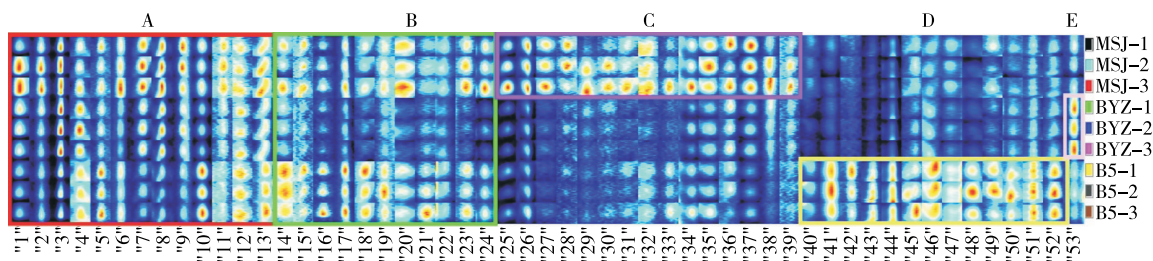 A B C D E
MSJ-1
MSJ-2
MSJ-3
BYZ-1
BYZ-2
BYZ-3
B5-1
B5-2
B5-3
"1" "2" "3" "4" "5" "6" "7" "8" "9" "10" "11" "12" "13" "14" "15" "16" "17" "18" "19" "20" "21" "22" "23" "24" "25" "26" "27" "28" "29" "30" "31" "32" "33" "34" "35" "36" "37" "38" "39" "40" "41" "42" "43" "44" "45" "46" "47" "48" "49" "50" "51" "52" "53"